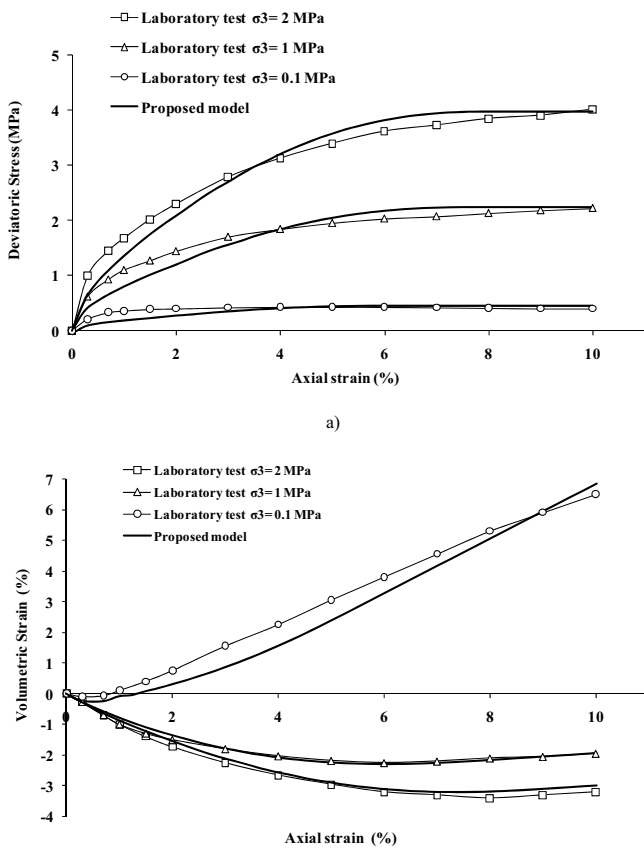 Laboratory test σ3= 2 MPa
Laboratory test σ3= 1 MPa
Laboratory test σ3= 0.1 MPa
Proposed model
5
4
3
2
1
0
Deviatoric Stress (MPa)
0 2 4 6 8 10
Axial strain (%)
a)
Laboratory test σ3= 2 MPa
Laboratory test σ3= 1 MPa
Laboratory test σ3= 0.1 MPa
Proposed model
7
6
5
4
3
2
1
0
-1
-2
-3
-4
Volumetric Strain (%)
0 2 4 6 8 10
Axial strain (%)